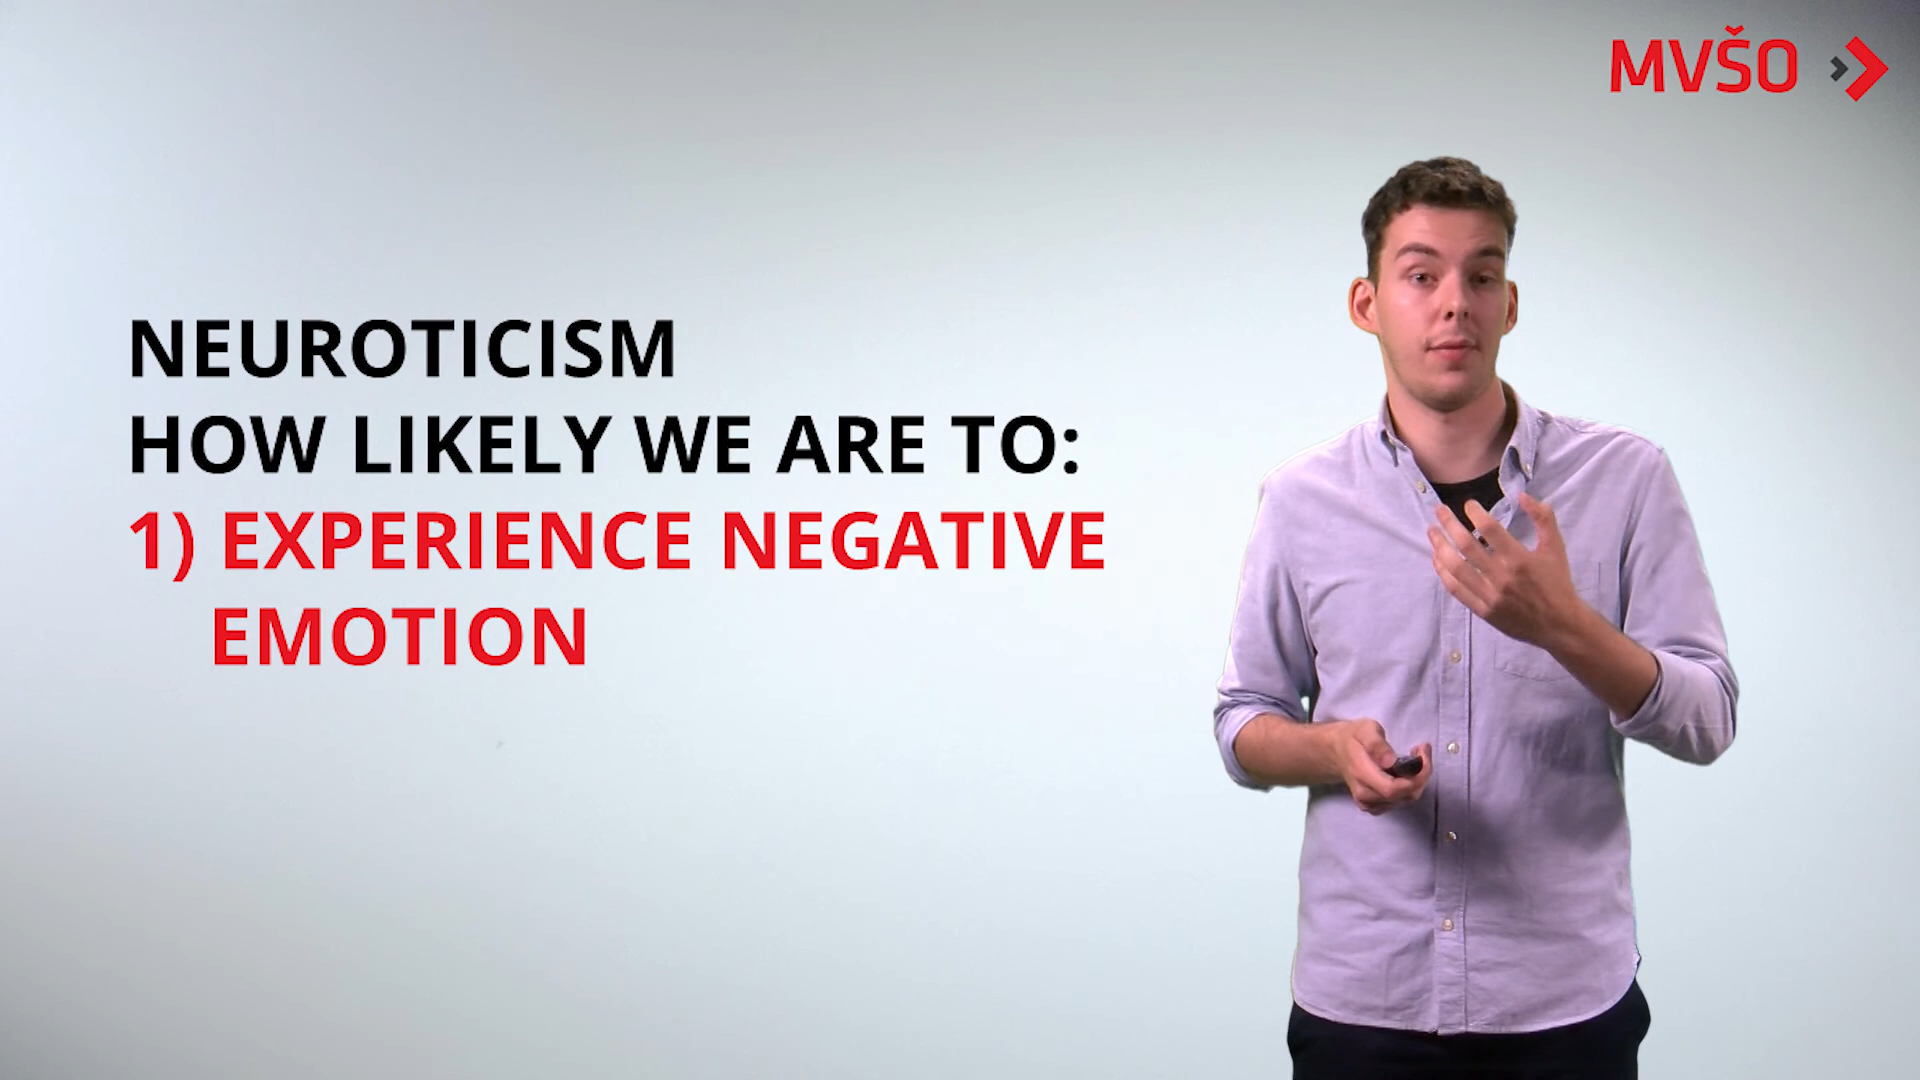 MVŠO
NEUROTICISM
HOW LIKELY WE ARE TO:
1) EXPERIENCE NEGATIVE
EMOTION